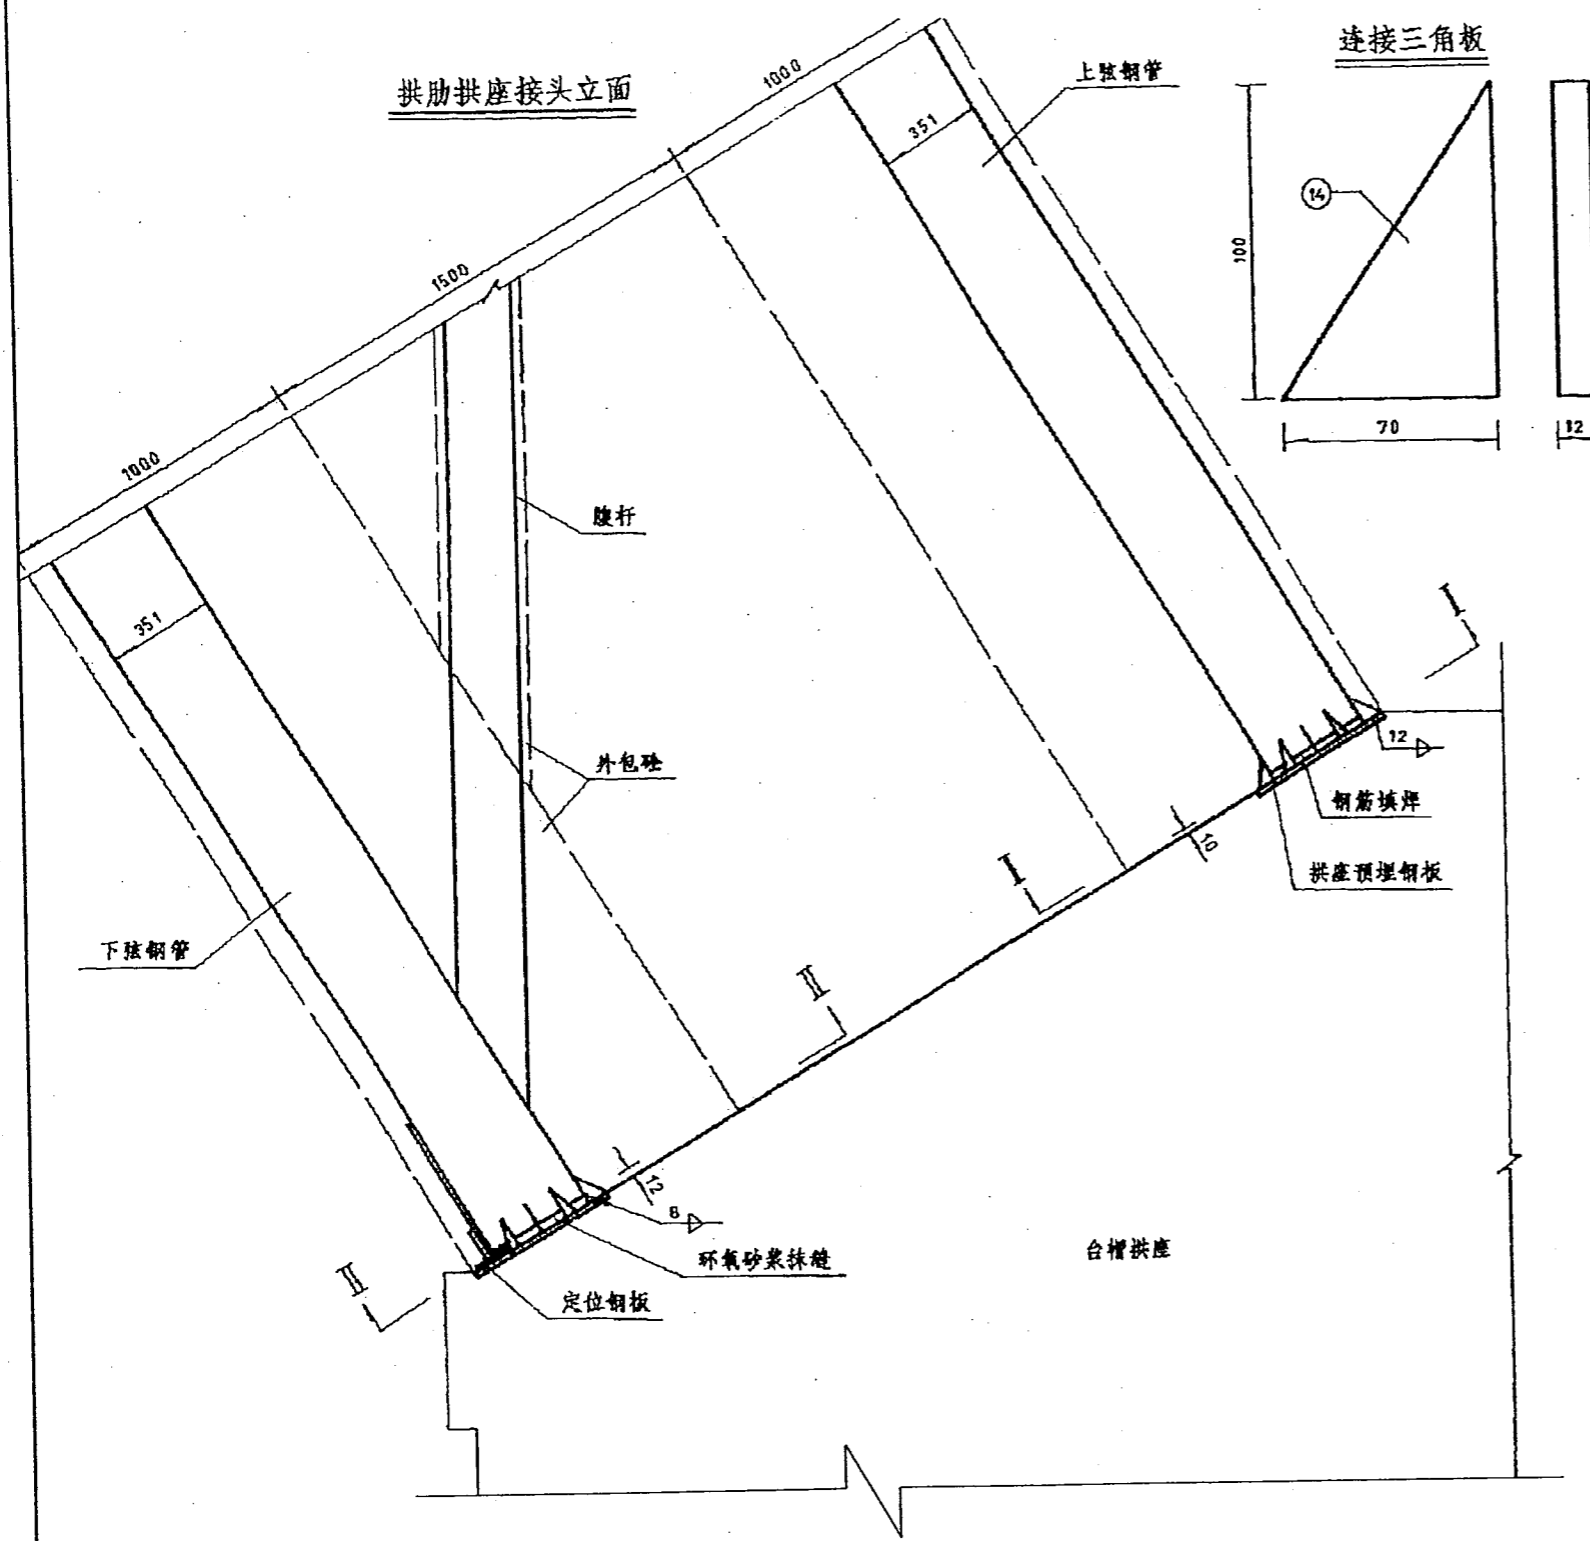 连接三角板
拱肋拱座接头立面
1000
上弦钢管
351
14
100
1500
70
12
1000
腹杆
351
I
外包砼
12
钢筋填焊
10
I
拱座预埋钢板
下弦钢管
II
12
8
环氧砂浆抹缝
台帽拱座
II
定位钢板